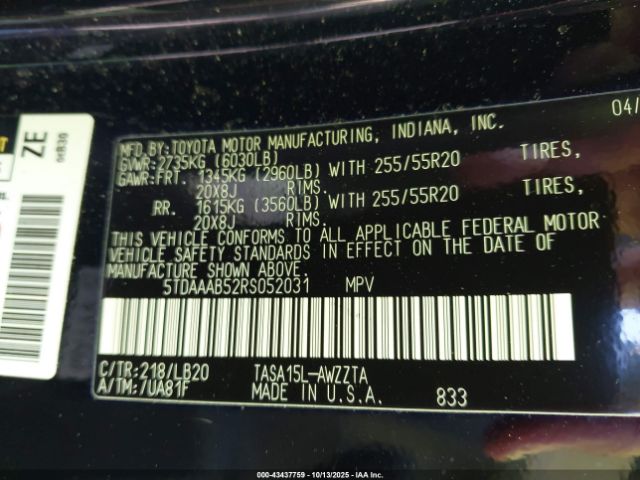 04/
MFD.BY:TOYOTA MOTOR MANUFACTURING, INDIANA, INC.
GVWR:2735KG (6030LB)
GAWR:FRT. 1345KG (2960LB) WITH 255/55R20 TIRES,
20X8J RIMS.
RR. 1615KG (3560LB) WITH 255/55R20 TIRES,
20X8J RIMS.
THIS VEHICLE CONFORMS TO ALL APPLICABLE FEDERAL MOTOR
VEHICLE SAFETY STANDARDS IN EFFECT ON THE DATE OF
MANUFACTURE SHOWN ABOVE.
5TDAAAB52RS052031 MPV
C/TR:218/LB20 TASA15L-AWZZTA
A/TM:7UA81F MADE IN U.S.A. 833
ZE
000-43437759 - 10/13/2025 - IAAI.COM